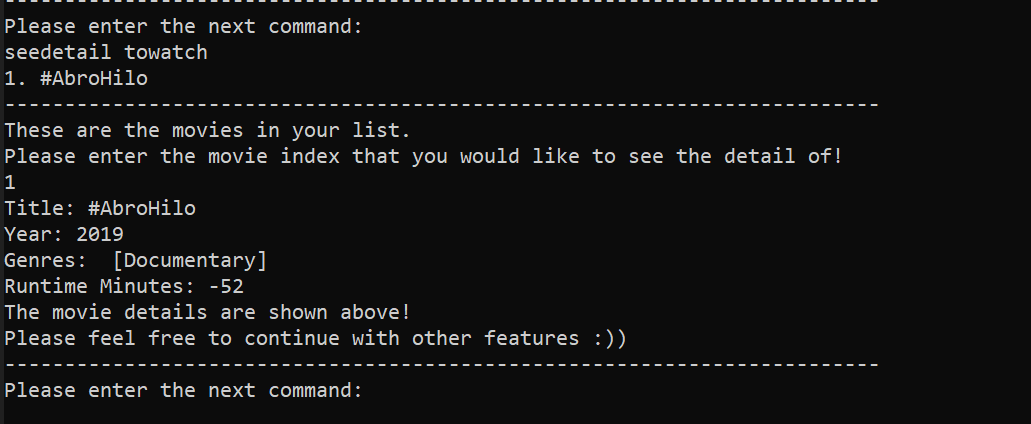 -------------------------------------------------------------------------
Please enter the next command:
seedetail towatch
1. #AbroHilo
-------------------------------------------------------------------------
These are the movies in your list.
Please enter the movie index that you would like to see the detail of!
1
Title: #AbroHilo
Year: 2019
Genres:  [Documentary]
Runtime Minutes: -52
The movie details are shown above!
Please feel free to continue with other features :))
-------------------------------------------------------------------------
Please enter the next command: